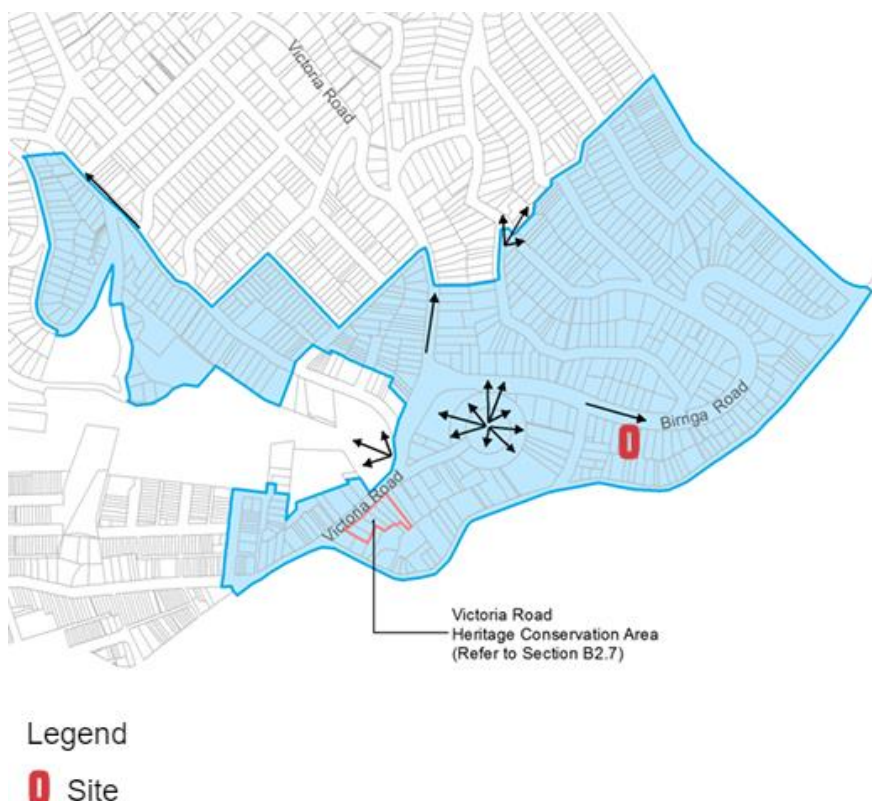 Victoria Road
Birriga Road
Victoria Road
Victoria Road
Heritage Conservation Area
(Refer to Section B2.7)
Legend
Site